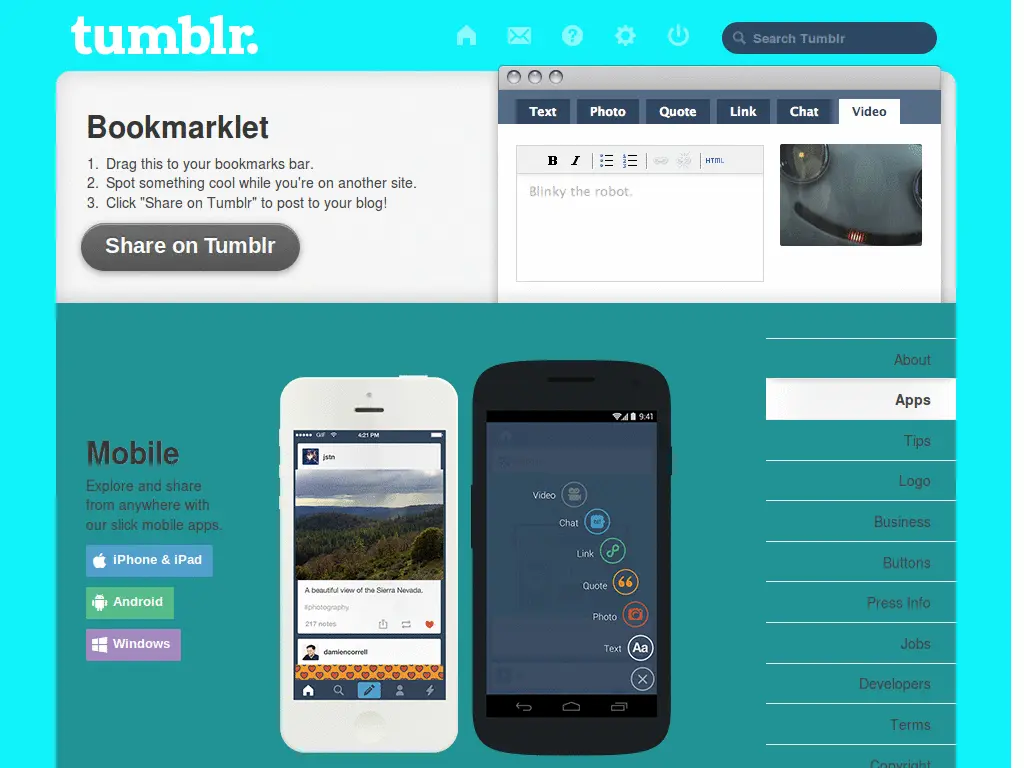 tumblr.
Search Tumblr
Bookmarklet
1. Drag this to your bookmarks bar.
2. Spot something cool while you're on another site.
3. Click "Share on Tumblr" to post to your blog!
Share on Tumblr
Text Photo Quote Link Chat Video
B I HTML
Blinky the robot.
Mobile
Explore and share
from anywhere with
our slick mobile apps.
iPhone & iPad
Android
Windows
GIF 4:21 PM
jstn
A beautiful view of the Sierra Nevada.
#photography
217 notes
damiencorrell
9:41
Video
Chat
Link
Quote
Photo
Text Aa
About
Apps
Tips
Logo
Business
Buttons
Press Info
Jobs
Developers
Terms
Copyright